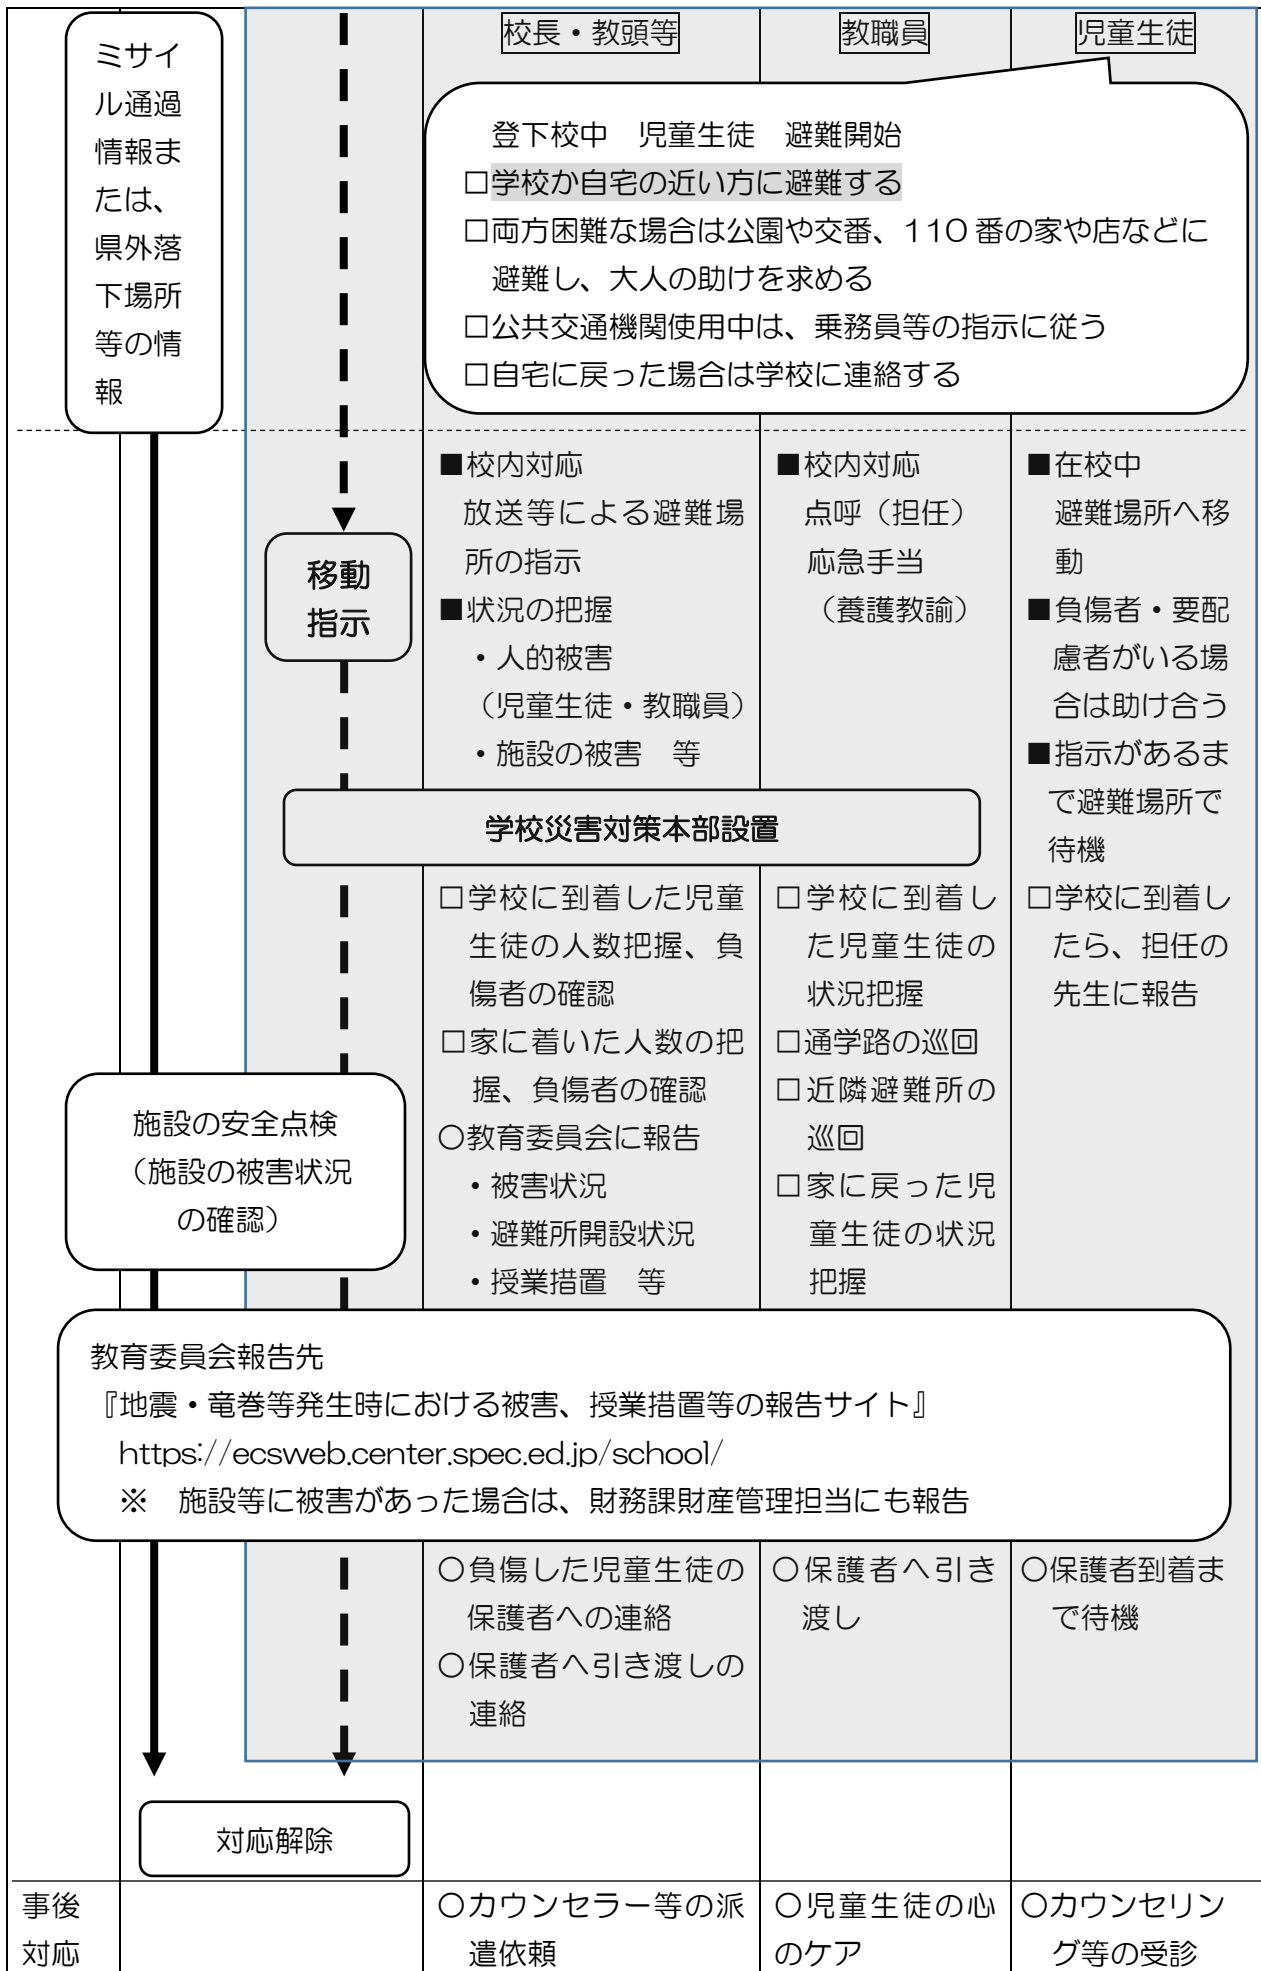 ミサイ
ル通過
情報ま
たは、
県外落
下場所
等の情
報
校長・教頭等
教職員
児童生徒
登下校中　児童生徒　避難開始
□学校か自宅の近い方に避難する
□両方困難な場合は公園や交番、110番の家や店などに
避難し、大人の助けを求める
□公共交通機関使用中は、乗務員等の指示に従う
□自宅に戻った場合は学校に連絡する
移動
指示
■校内対応
放送等による避難場
所の指示
■状況の把握
・人的被害
（児童生徒・教職員）
・施設の被害　等
■校内対応
点呼（担任）
応急手当
（養護教諭）
■在校中
避難場所へ移
動
■負傷者・要配
慮者がいる場
合は助け合う
■指示があるま
で避難場所で
待機
学校災害対策本部設置
□学校に到着した児童
生徒の人数把握、負
傷者の確認
□家に着いた人数の把
握、負傷者の確認
○教育委員会に報告
・被害状況
・避難所開設状況
・授業措置　等
□学校に到着し
た児童生徒の
状況把握
□通学路の巡回
□近隣避難所の
巡回
□家に戻った児
童生徒の状況
把握
□学校に到着し
たら、担任の
先生に報告
施設の安全点検
（施設の被害状況
の確認）
教育委員会報告先
『地震・竜巻等発生時における被害、授業措置等の報告サイト』
https://ecsweb.center.spec.ed.jp/school/
※　施設等に被害があった場合は、財務課財産管理担当にも報告
○負傷した児童生徒の
保護者への連絡
○保護者へ引き渡しの
連絡
○保護者へ引き
渡し
○保護者到着ま
で待機
対応解除
事後
対応
○カウンセラー等の派
遣依頼
○児童生徒の心
のケア
○カウンセリン
グ等の受診